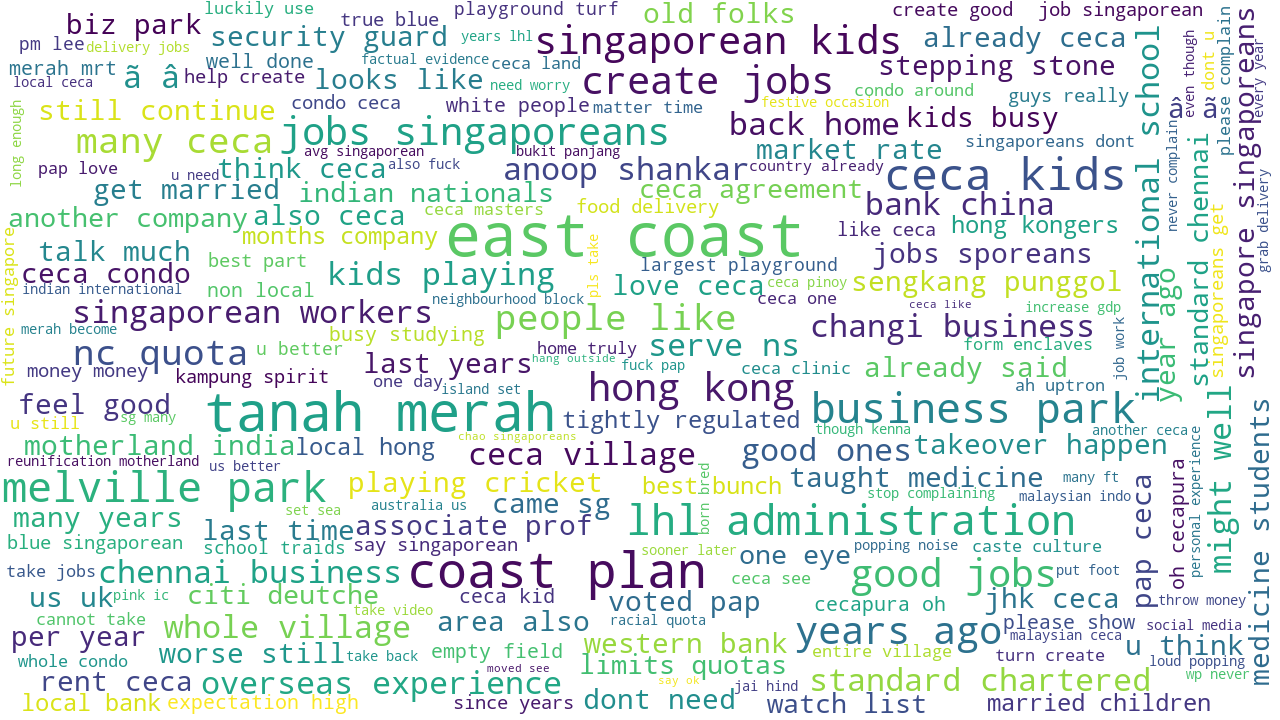 luckily use
playground turf
create good
job singaporean
biz park
true blue
old folks
pm lee
delivery jobs
security guard
years lhl
singaporean kids
already ceca
please complain
merah mrt
well done
factual evidence
ceca land
stepping stone
local ceca
ã â
help create
looks like
need worry
create jobs
condo around
guys really
even though
dont u
every year
still continue
condo ceca
white people
matter time
festive occasion
international school
singapore singaporeans
long enough
many ceca
jobs singaporeans
back home
kids busy
avg singaporean
bukit panjang
market rate
singaporeans dont
never complain
pap love
u need
think ceca
also fuck
anoop shankar
country already
ceca kids
get married
indian nationals
ceca agreement
standard chennai
grab delivery
another company
also ceca
ceca masters
food delivery
bank china
months company
east coast
like ceca
hong kongers
singaporeans get
future singapore
talk much
best part
pls take
largest playground
jobs sporeans
ceca condo
kids playing
love ceca
ceca pinoy
sengkang punggol
year ago
indian international
non local
neighbourhood block
ceca one
ceca like
increase gdp
singaporean workers
people like
changi business
merah become
busy studying
job work
nc quota
u better
last years
home truly
serve ns
form enclaves
hang outside
fuck pap
ceca clinic
already said
money money
kampung spirit
one day
island set
hong kong
ah uptron
feel good
tanah merah
business park
u still
sg many
tightly regulated
though kenna
another ceca
motherland india
local hong
chao singaporeans
good ones
takeover happen
might well
medicine students
reunification motherland
us better
ceca village
personal experience
melville park
playing cricket
born bred
best bunch
taught medicine
many ft
australia us
came sg
stop complaining
malaysian indo
pap ceca
oh cecapura
many years
set sea
last time
associate prof
lhl administration
blue singaporean
school traids
say singaporean
sooner later
one eye
popping noise
caste culture
take jobs
chennai business
coast plan
ceca see
good jobs
put foot
us uk
pink ic
citi deutche
ceca kid
voted pap
cecapura oh
jhk ceca
throw money
cannot take
take video
whole village
area also
racial quota
years ago
please show
social media
per year
western bank
malaysian ceca
u think
whole condo
worse still
take back
empty field
entire village
turn create
loud popping
moved see
limits quotas
wp never
rent ceca
overseas experience
say ok
jai hind
standard chartered
local bank
expectation high
since years
dont need
watch list
married children